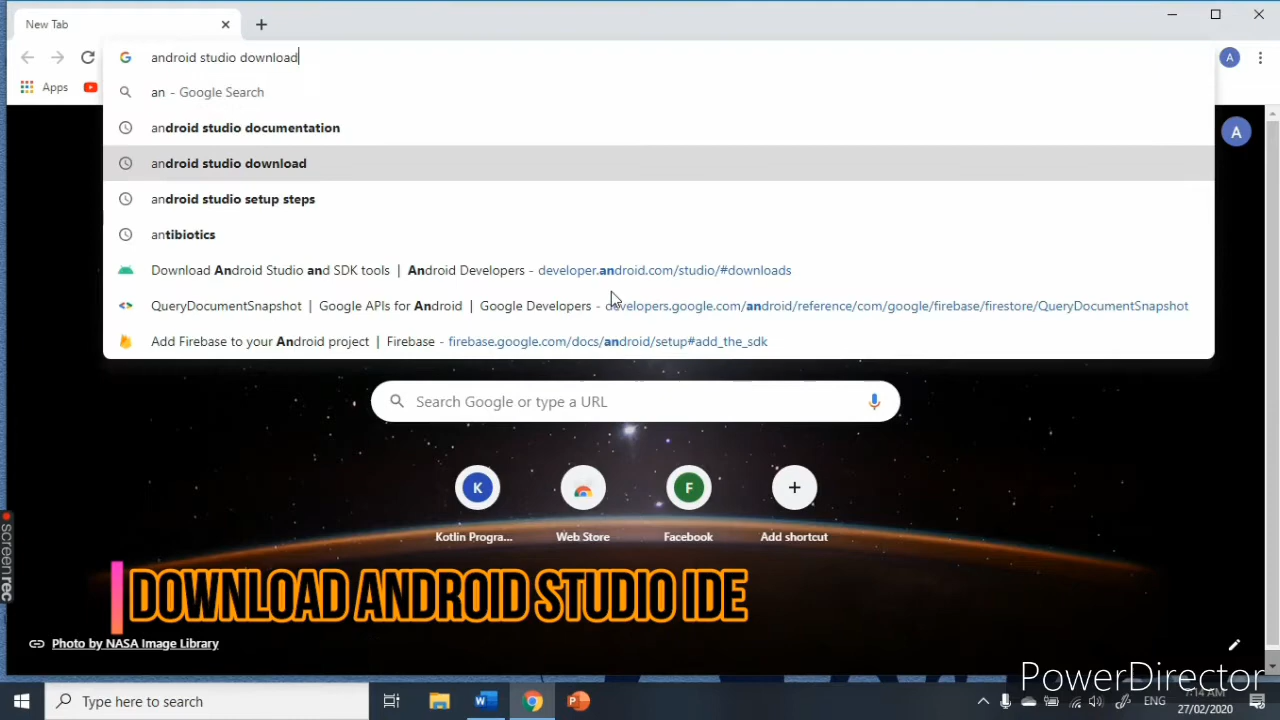 New Tab
android studio download
an - Google Search
Apps
A
android studio documentation
A
android studio download
android studio setup steps
antibiotics
Download Android Studio and SDK tools | Android Developers - developer.android.com/studio/#downloads
QueryDocumentSnapshot | Google APIs for Android | Google Developers - developers.google.com/android/reference/com/google/firebase/firestore/QueryDocumentSnapshot
Add Firebase to your Android project | Firebase - firebase.google.com/docs/android/setup#add_the_sdk
Search Google or type a URL
K F
Kotlin Progra... Web Store Facebook Add shortcut
screenrec
DOWNLOAD ANDROID STUDIO IDE
Photo by NASA Image Library
PowerDirector
Type here to search
ENG
7:14 AM
27/02/2020